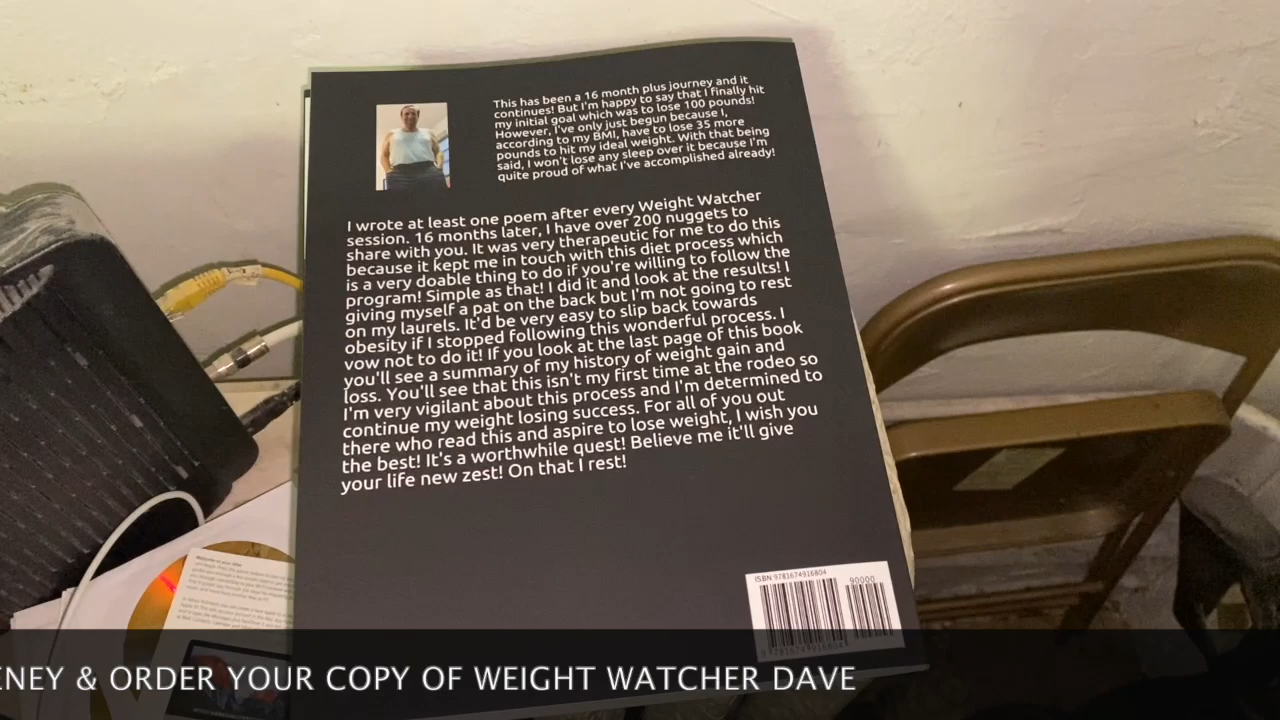 This has been a 16 month plus journey and it
continues! But I'm happy to say that I finally hit
my initial goal which was to lose 100 pounds!
However, I've only just begun because I,
according to my BMI, have to lose 35 more
pounds to hit my ideal weight. With that being
said, I won't lose any sleep over it because I'm
quite proud of what I've accomplished already!
I wrote at least one poem after every Weight Watcher
session. 16 months later, I have over 200 nuggets to
share with you. It was very therapeutic for me to do this
because it kept me in touch with this diet process which
is a very doable thing to do if you're willing to follow the
program! Simple as that! I did it and look at the results! I
giving myself a pat on the back but I'm not going to rest
on my laurels. It'd be very easy to slip back towards
obesity if I stopped following this wonderful process. I
vow not to do it! If you look at the last page of this book
you'll see a summary of my history of weight gain and
loss. You'll see that this isn't my first time at the rodeo so
I'm very vigilant about this process and I'm determined to
continue my weight losing success. For all of you out
there who read this and aspire to lose weight, I wish you
the best! It's a worthwhile quest! Believe me it'll give
your life new zest! On that I rest!
ISBN 9781674916804
90000
9 781674 916804
ENEY & ORDER YOUR COPY OF WEIGHT WATCHER DAVE